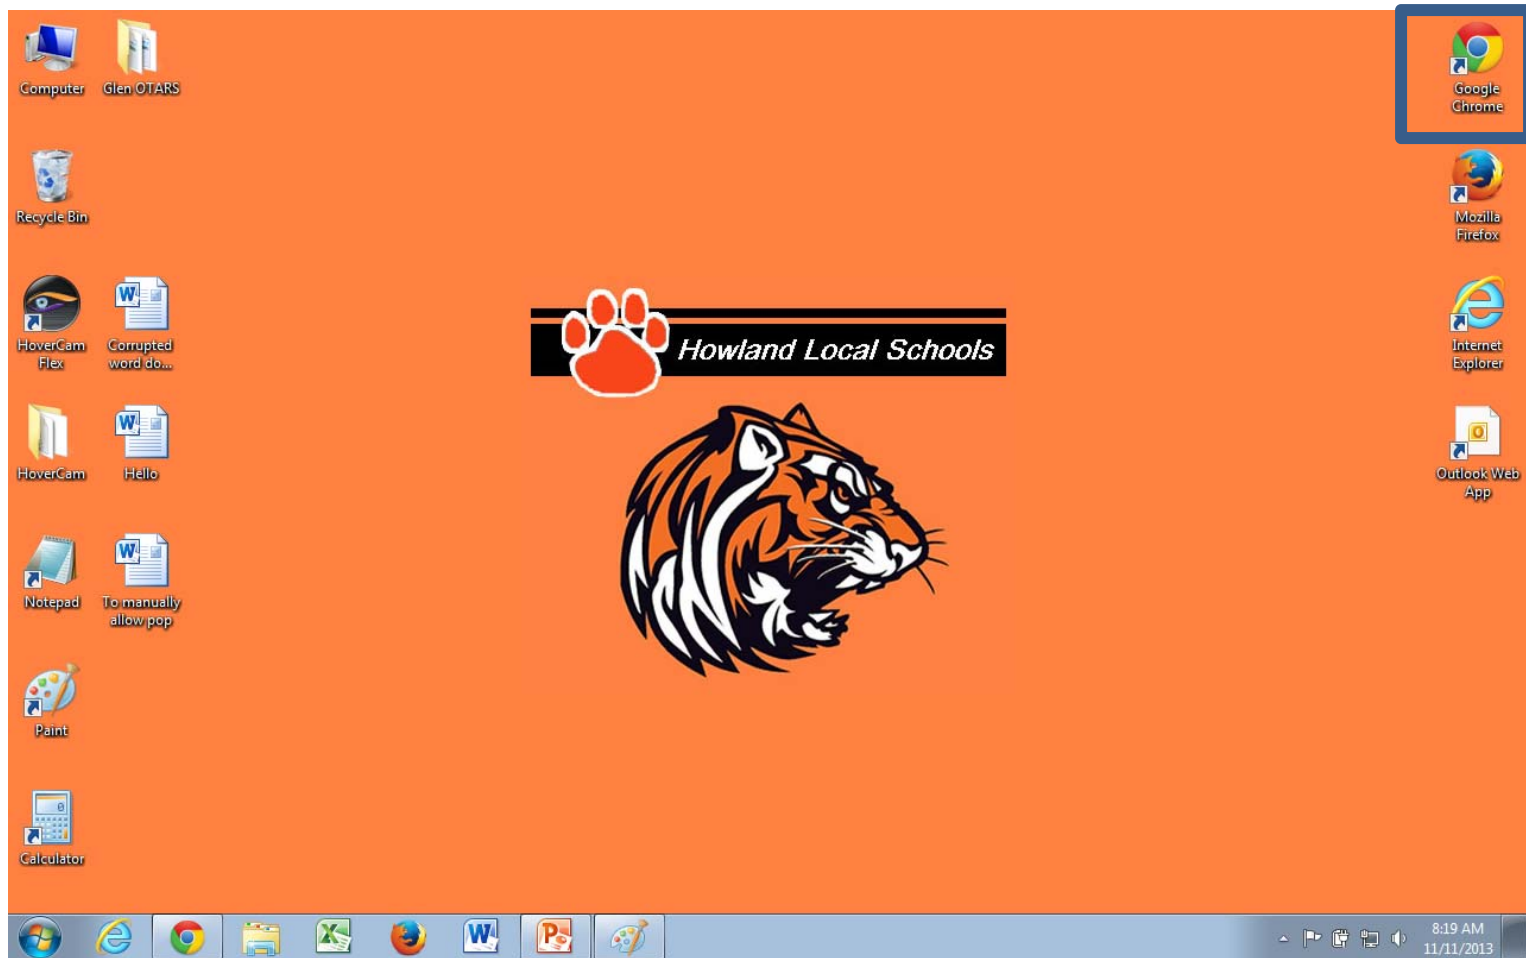 Computer
Glen OTARS
Google
Chrome
Recycle Bin
Mozilla
Firefox
HoverCam
Flex
Corrupted
word do...
Howland Local Schools
Internet
Explorer
HoverCam
Hello
Outlook Web
App
Notepad
To manually
allow pop
Paint
Calculator
8:19 AM
11/11/2013